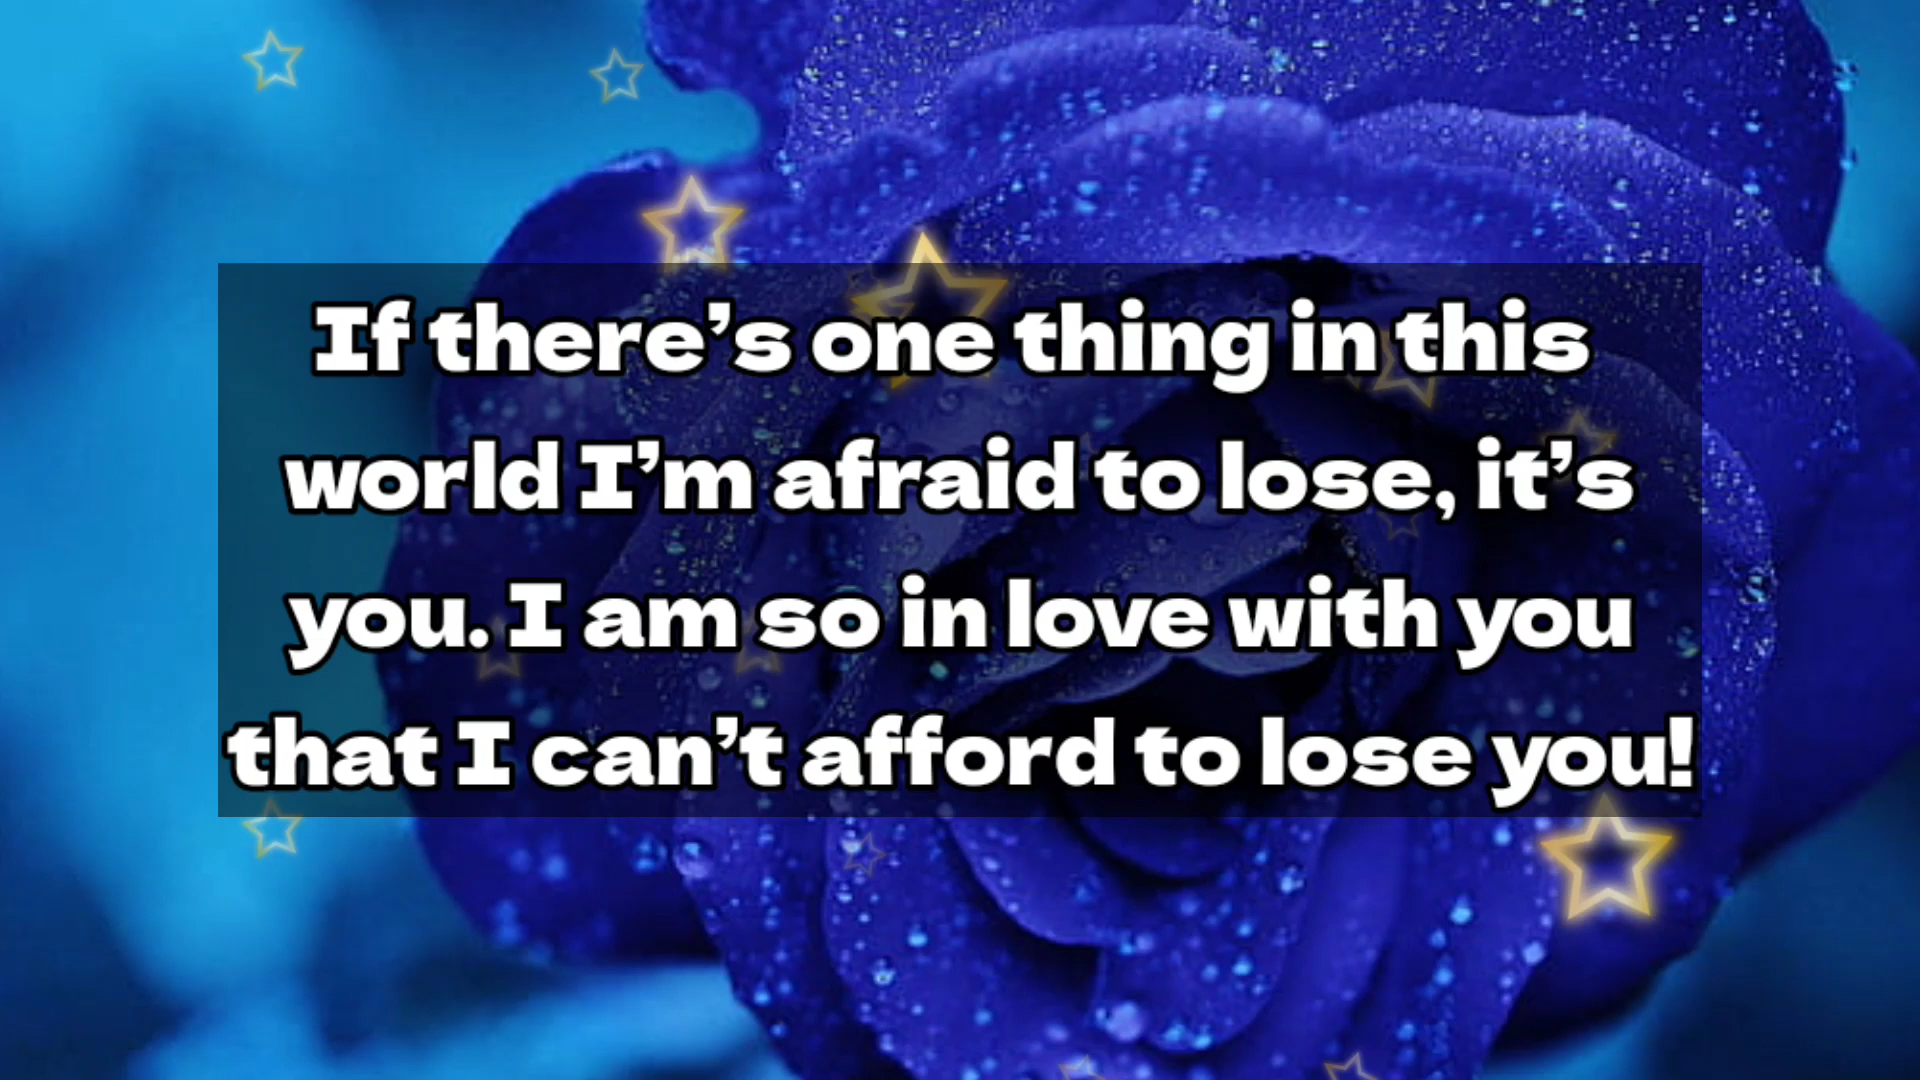 If there’s one thing in this
world I’m afraid to lose, it’s
you. I am so in love with you
that I can’t afford to lose you!